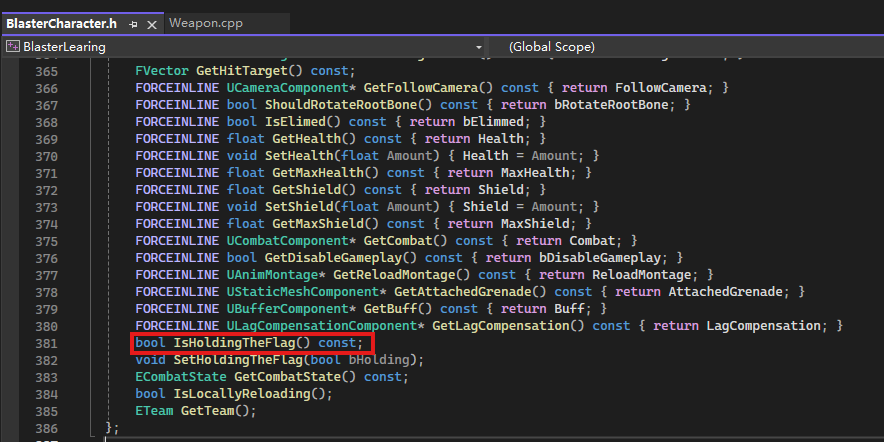 BlasterCharacter.h
Weapon.cpp
BlasterLearing
(Global Scope)
365 FVector GetHitTarget() const;
366 FORCEINLINE UCameraComponent* GetFollowCamera() const { return FollowCamera; }
367 FORCEINLINE bool ShouldRotateRootBone() const { return bRotateRootBone; }
368 FORCEINLINE bool IsElimed() const { return bElimmed; }
369 FORCEINLINE float GetHealth() const { return Health; }
370 FORCEINLINE void SetHealth(float Amount) { Health = Amount; }
371 FORCEINLINE float GetMaxHealth() const { return MaxHealth; }
372 FORCEINLINE float GetShield() const { return Shield; }
373 FORCEINLINE void SetShield(float Amount) { Shield = Amount; }
374 FORCEINLINE float GetMaxShield() const { return MaxShield; }
375 FORCEINLINE UCombatComponent* GetCombat() const { return Combat; }
376 FORCEINLINE bool GetDisableGameplay() const { return bDisableGameplay; }
377 FORCEINLINE UAnimMontage* GetReloadMontage() const { return ReloadMontage; }
378 FORCEINLINE UStaticMeshComponent* GetAttachedGrenade() const { return AttachedGrenade; }
379 FORCEINLINE UBufferComponent* GetBuff() const { return Buff; }
380 FORCEINLINE ULagCompensationComponent* GetLagCompensation() const { return LagCompensation; }
381 bool IsHoldingTheFlag() const;
382 void SetHoldingTheFlag(bool bHolding);
383 ECombatState GetCombatState() const;
384 bool IsLocallyReloading();
385 ETeam GetTeam();
386 };